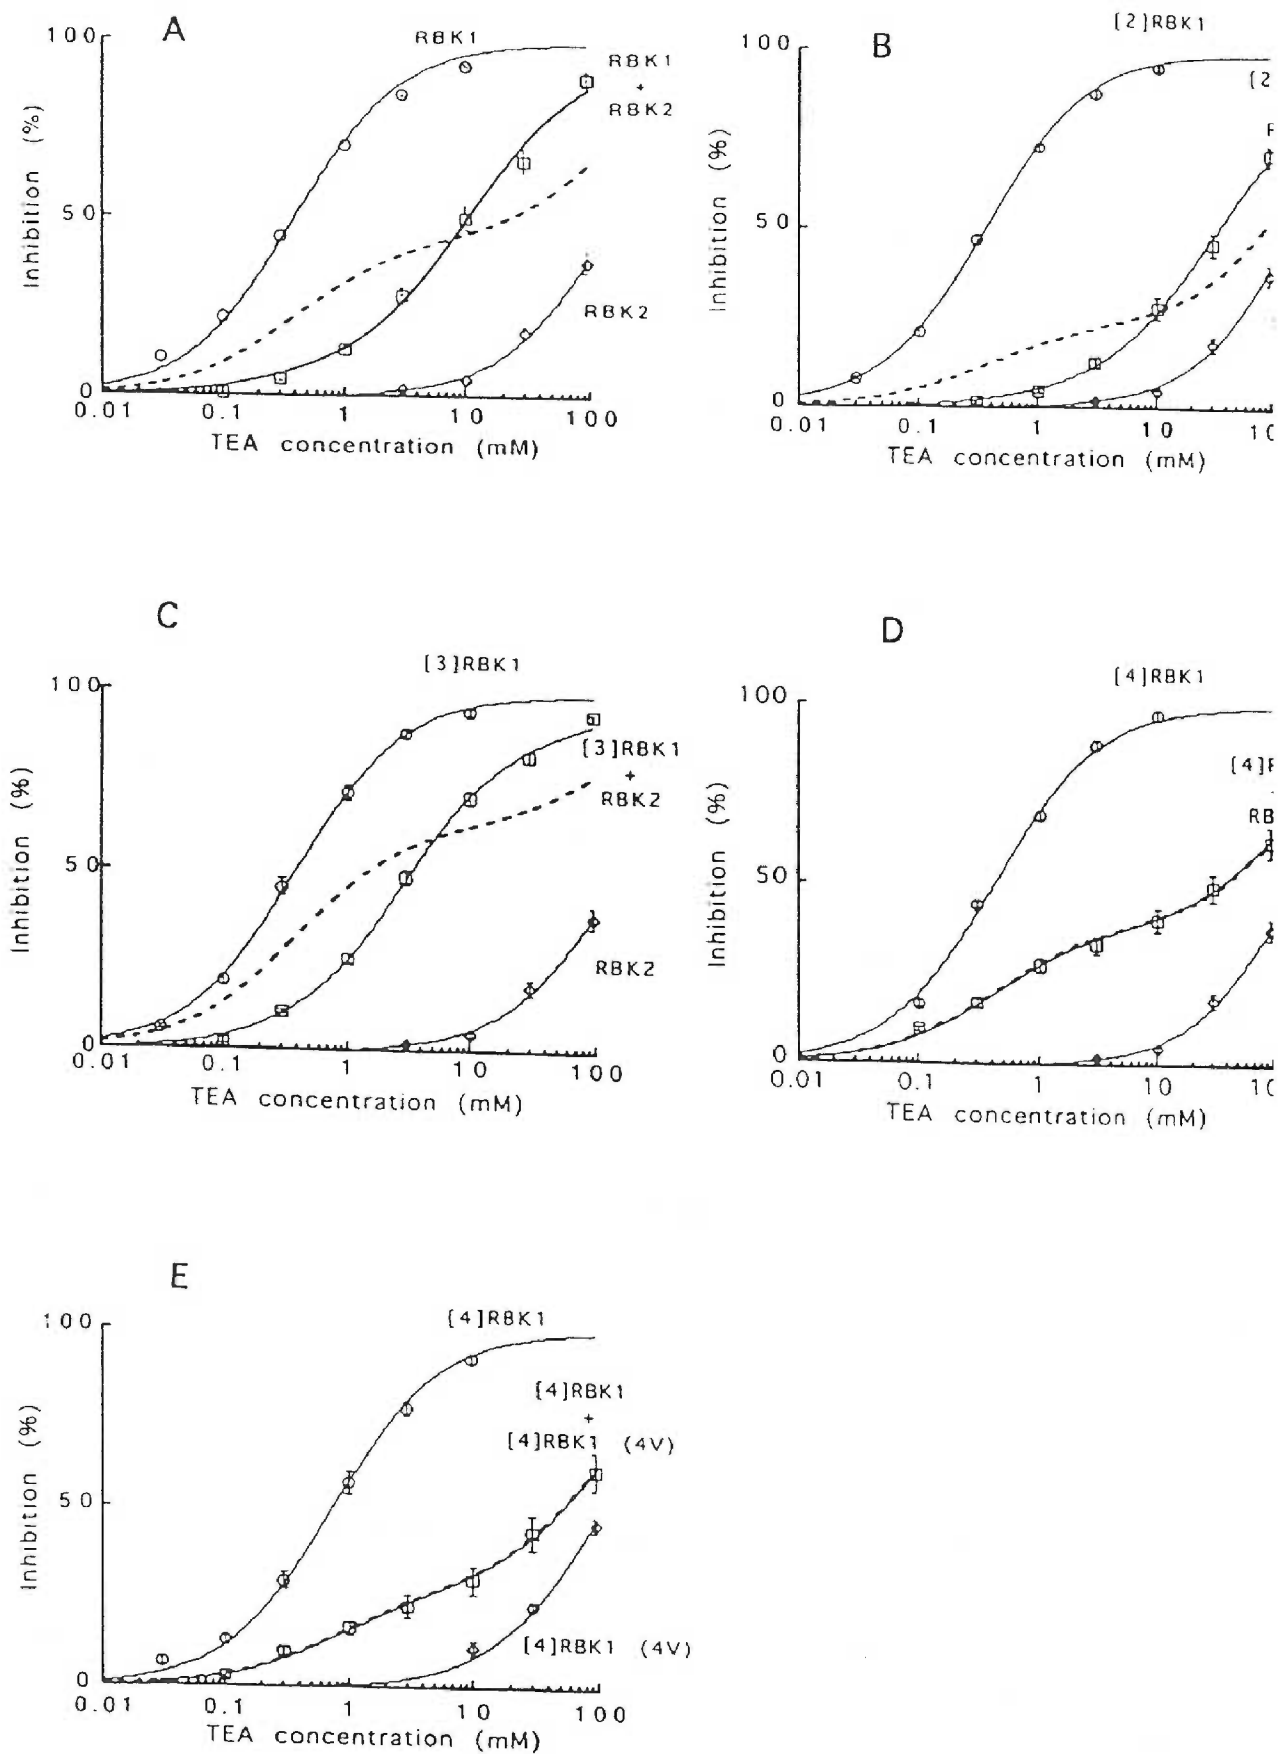 A
100
50
0
Inhibition (%)
RBK1
RBK1
+
RBK2
RBK2
0.01 0.1 1 10 100
TEA concentration (mM)
B
[2]RBK1
100
50
0
Inhibition (%)
[2
0.01 0.1 1 10
TEA concentration (mM)
C
[3]RBK1
100
50
0
Inhibition (%)
[3]RBK1
+
RBK2
RBK2
0.01 0.1 1 10 100
TEA concentration (mM)
D
[4]RBK1
100
50
0
Inhibition (%)
[4]R
RB
0.01 0.1 1 10
TEA concentration (mM)
E
[4]RBK1
100
50
0
Inhibition (%)
[4]RBK1
+
[4]RBK1 (4V)
[4]RBK1 (4V)
0.01 0.1 1 10 100
TEA concentration (mM)